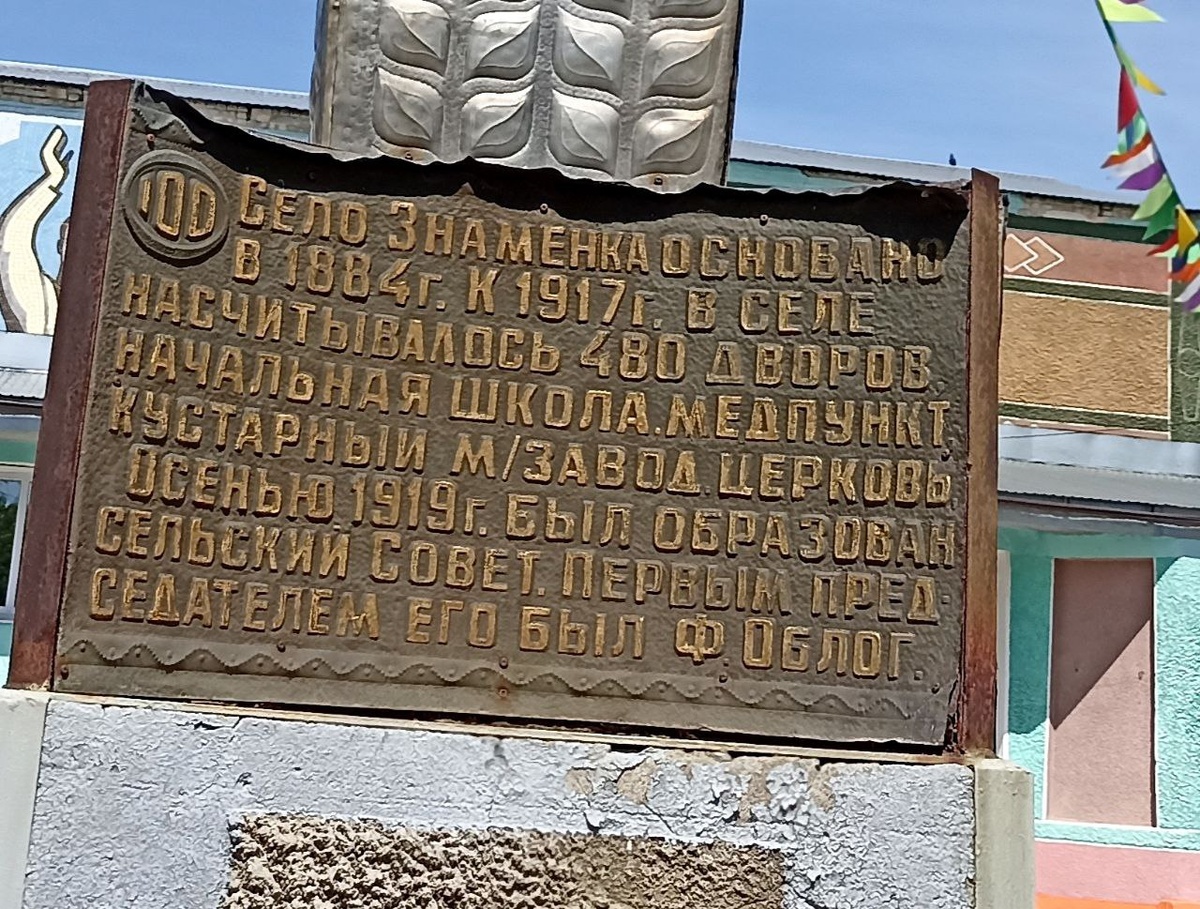 100
Село Знаменка основано
в 1884г. К 1917г. в селе
насчитывалось 480 дворов.
Начальная школа. Медпункт,
кустарный м/завод. Церковь.
Осенью 1919г. был образован
сельский Совет. Первым пред-
седателем его был Ф. Облог.